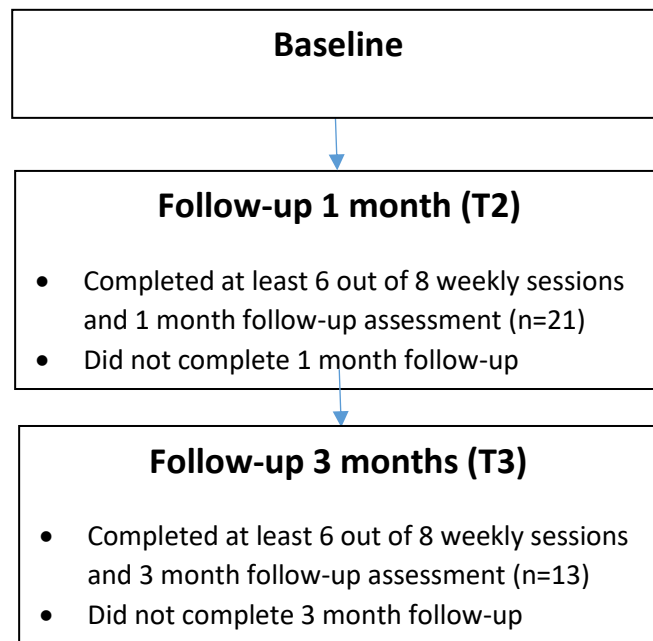 Baseline
Follow-up 1 month (T2)
• Completed at least 6 out of 8 weekly sessions
and 1 month follow-up assessment (n=21)
• Did not complete 1 month follow-up
Follow-up 3 months (T3)
• Completed at least 6 out of 8 weekly sessions
and 3 month follow-up assessment (n=13)
• Did not complete 3 month follow-up